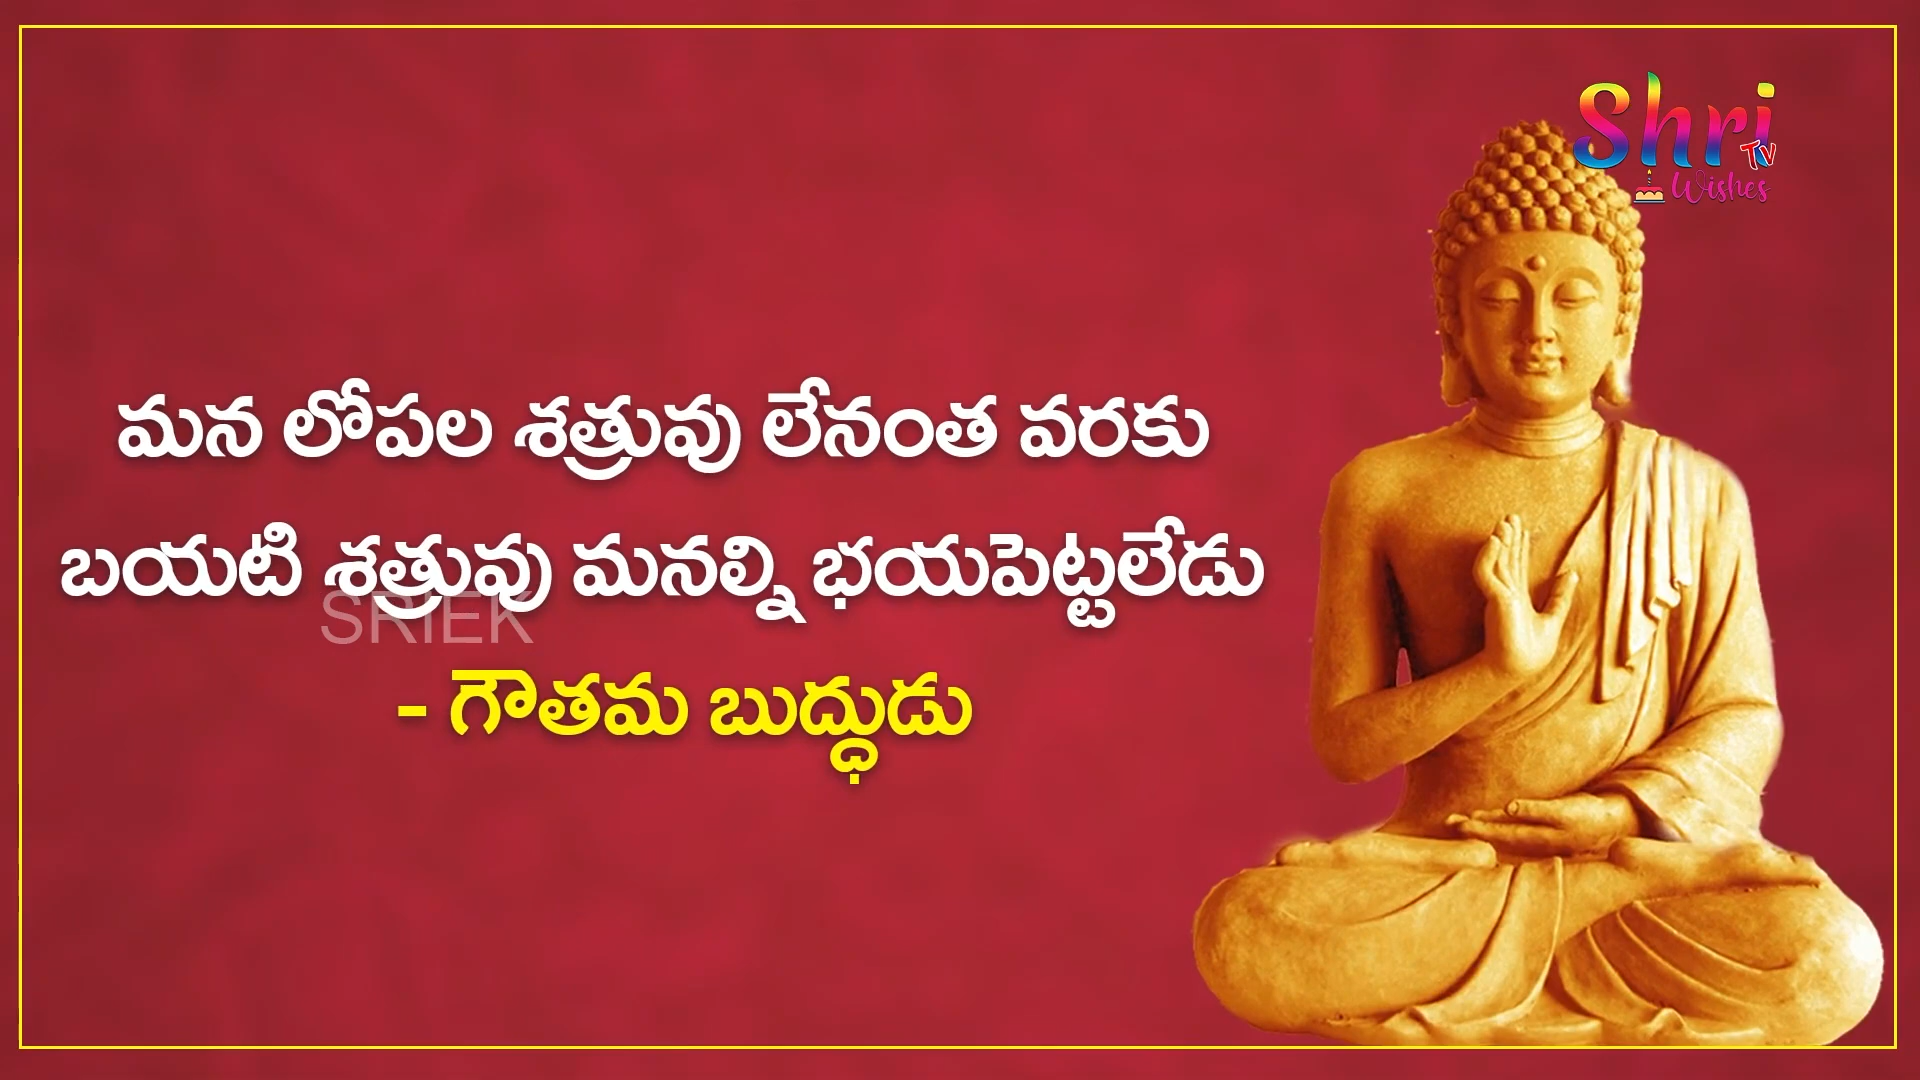 Shri
TV
Wishes
మన లోపల శత్రువు లేనంత వరకు
బయటి శత్రువు మనల్ని భయపెట్టలేడు
SRIEK
- గౌతమ బుద్ధుడు